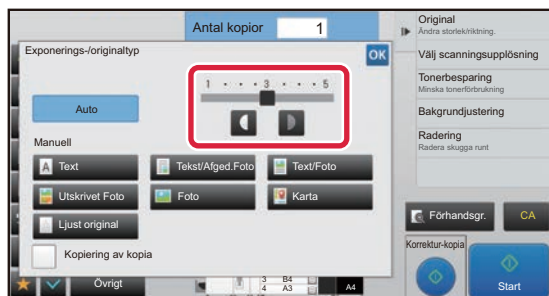 Antal kopior 1
Exponerings-/originaltyp
OK
1 3 5
Auto
Manuell
A Text
Tekst/Afged.Foto
Text/Foto
Utskrivet Foto
Foto
Karta
Ljust original
Kopiering av kopia
Övrigt
3 B4
4 A3
A4
Original
Ändra storlek/riktning.
Välj scanningsupplösning
Tonerbesparing
Minska tonerförbrukning
Bakgrundjustering
Radering
Radera skugga runt
Förhandsgr.
CA
Korrektur-kopia
Start